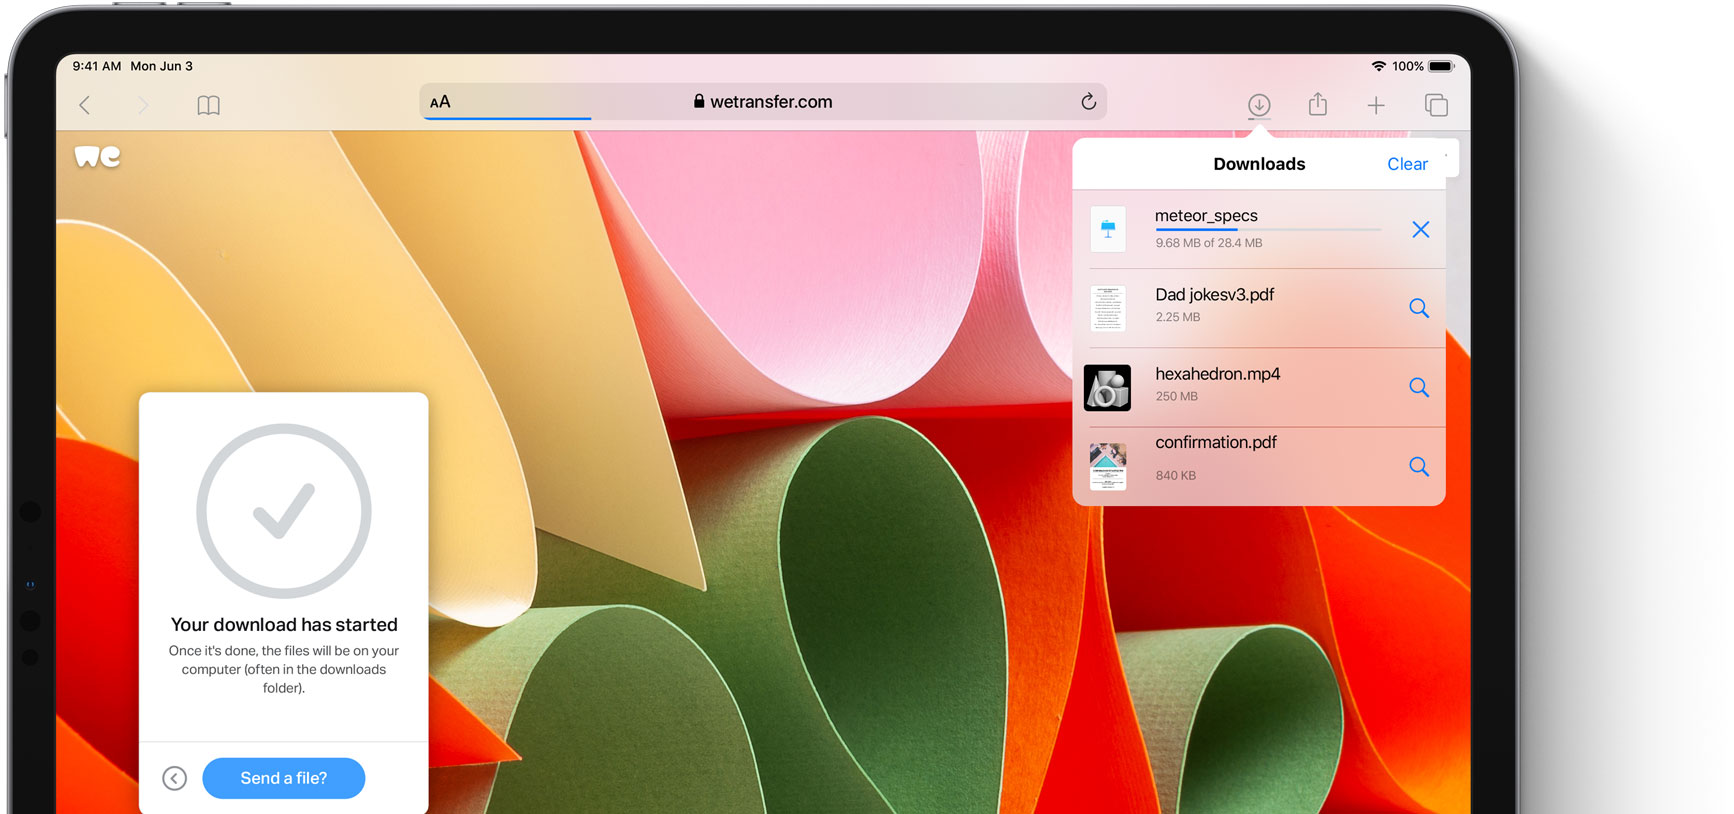 9:41 AM Mon Jun 3
100%
AA
wetransfer.com
we
Downloads
Clear
meteor_specs
9.68 MB of 28.4 MB
Dad jokesv3.pdf
2.25 MB
hexahedron.mp4
250 MB
confirmation.pdf
840 KB
Your download has started
Once it's done, the files will be on your
computer (often in the downloads
folder).
Send a file?